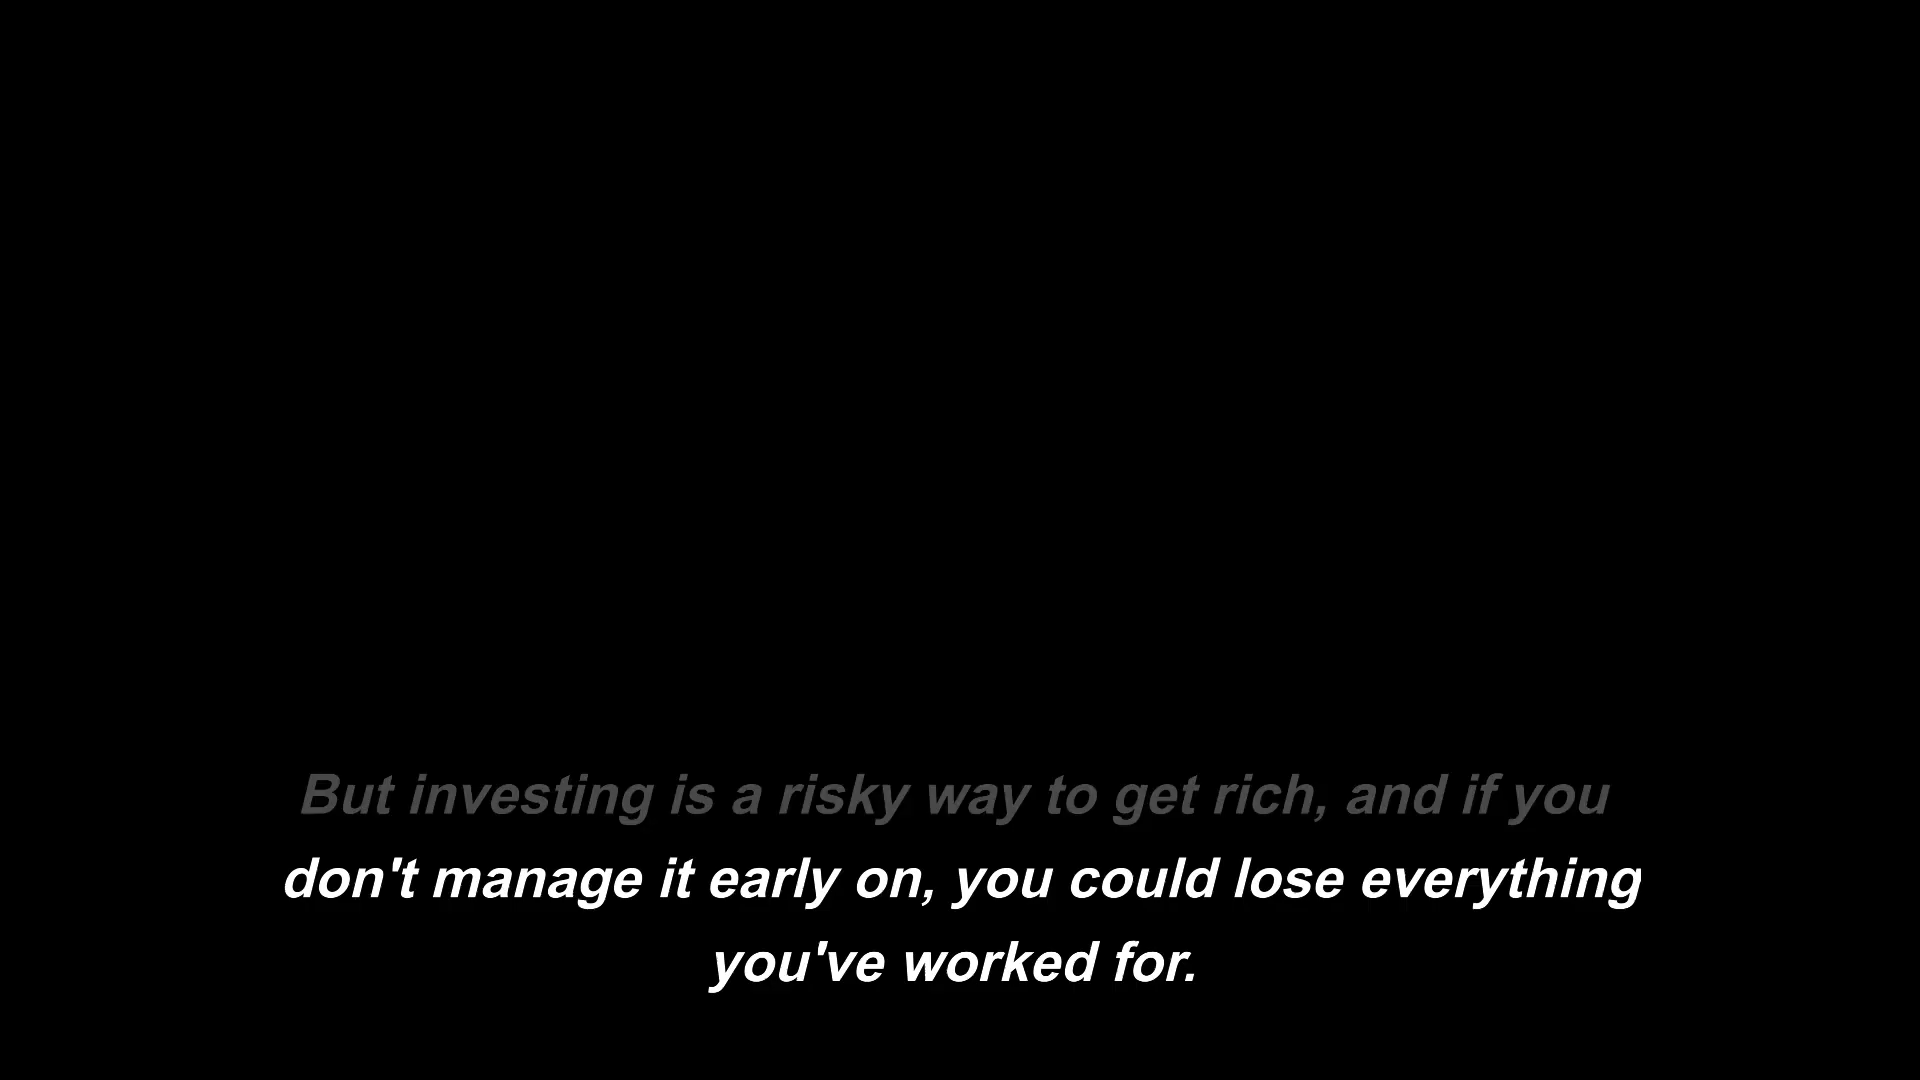 But investing is a risky way to get rich, and if you
don't manage it early on, you could lose everything
you've worked for.